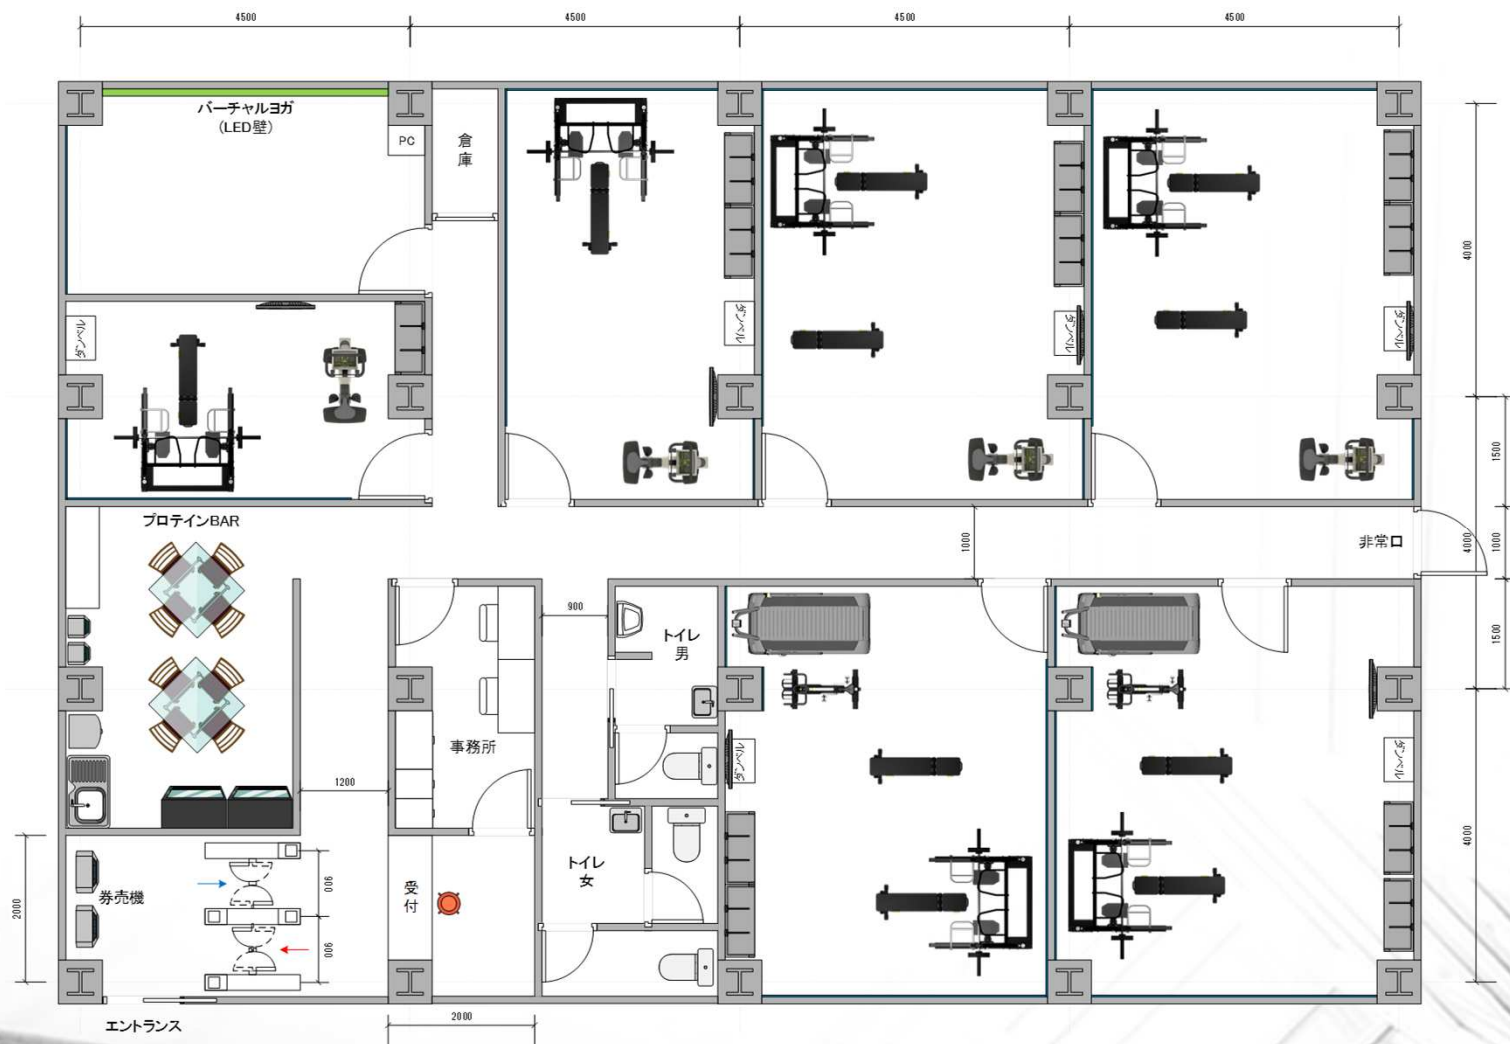 4500
4500
4500
4500
バーチャルヨガ
(LED壁)
PC
倉庫
4000
ダンベル
ダンベル
ダンベル
ダンベル
1500
プロテインBAR
1000
非常口
4000
1000
900
トイレ
男
1500
事務所
1200
ダンベル
ダンベル
トイレ
女
4000
券売機
受付
900
900
2000
エントランス
2000